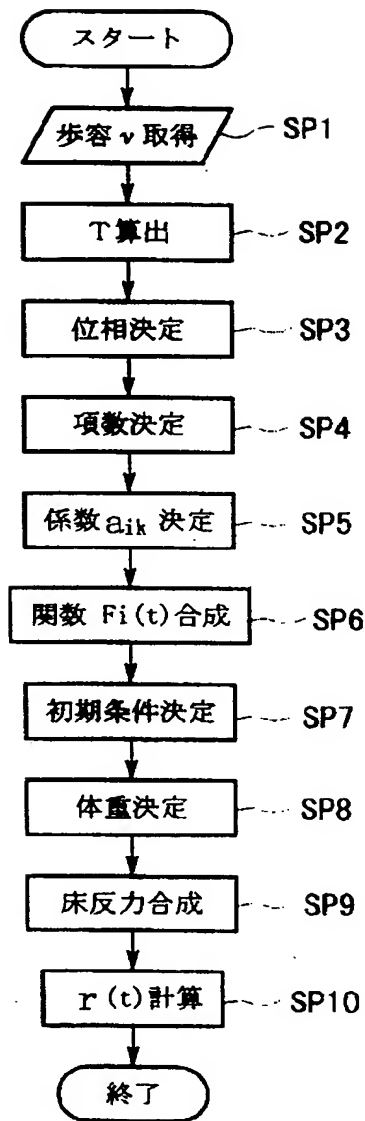 スタート
歩容 v 取得 SP1
T 算出 SP2
位相決定 SP3
項数決定 SP4
係数 aik 決定 SP5
関数 Fi(t) 合成 SP6
初期条件決定 SP7
体重決定 SP8
床反力合成 SP9
r(t) 計算 SP10
終了